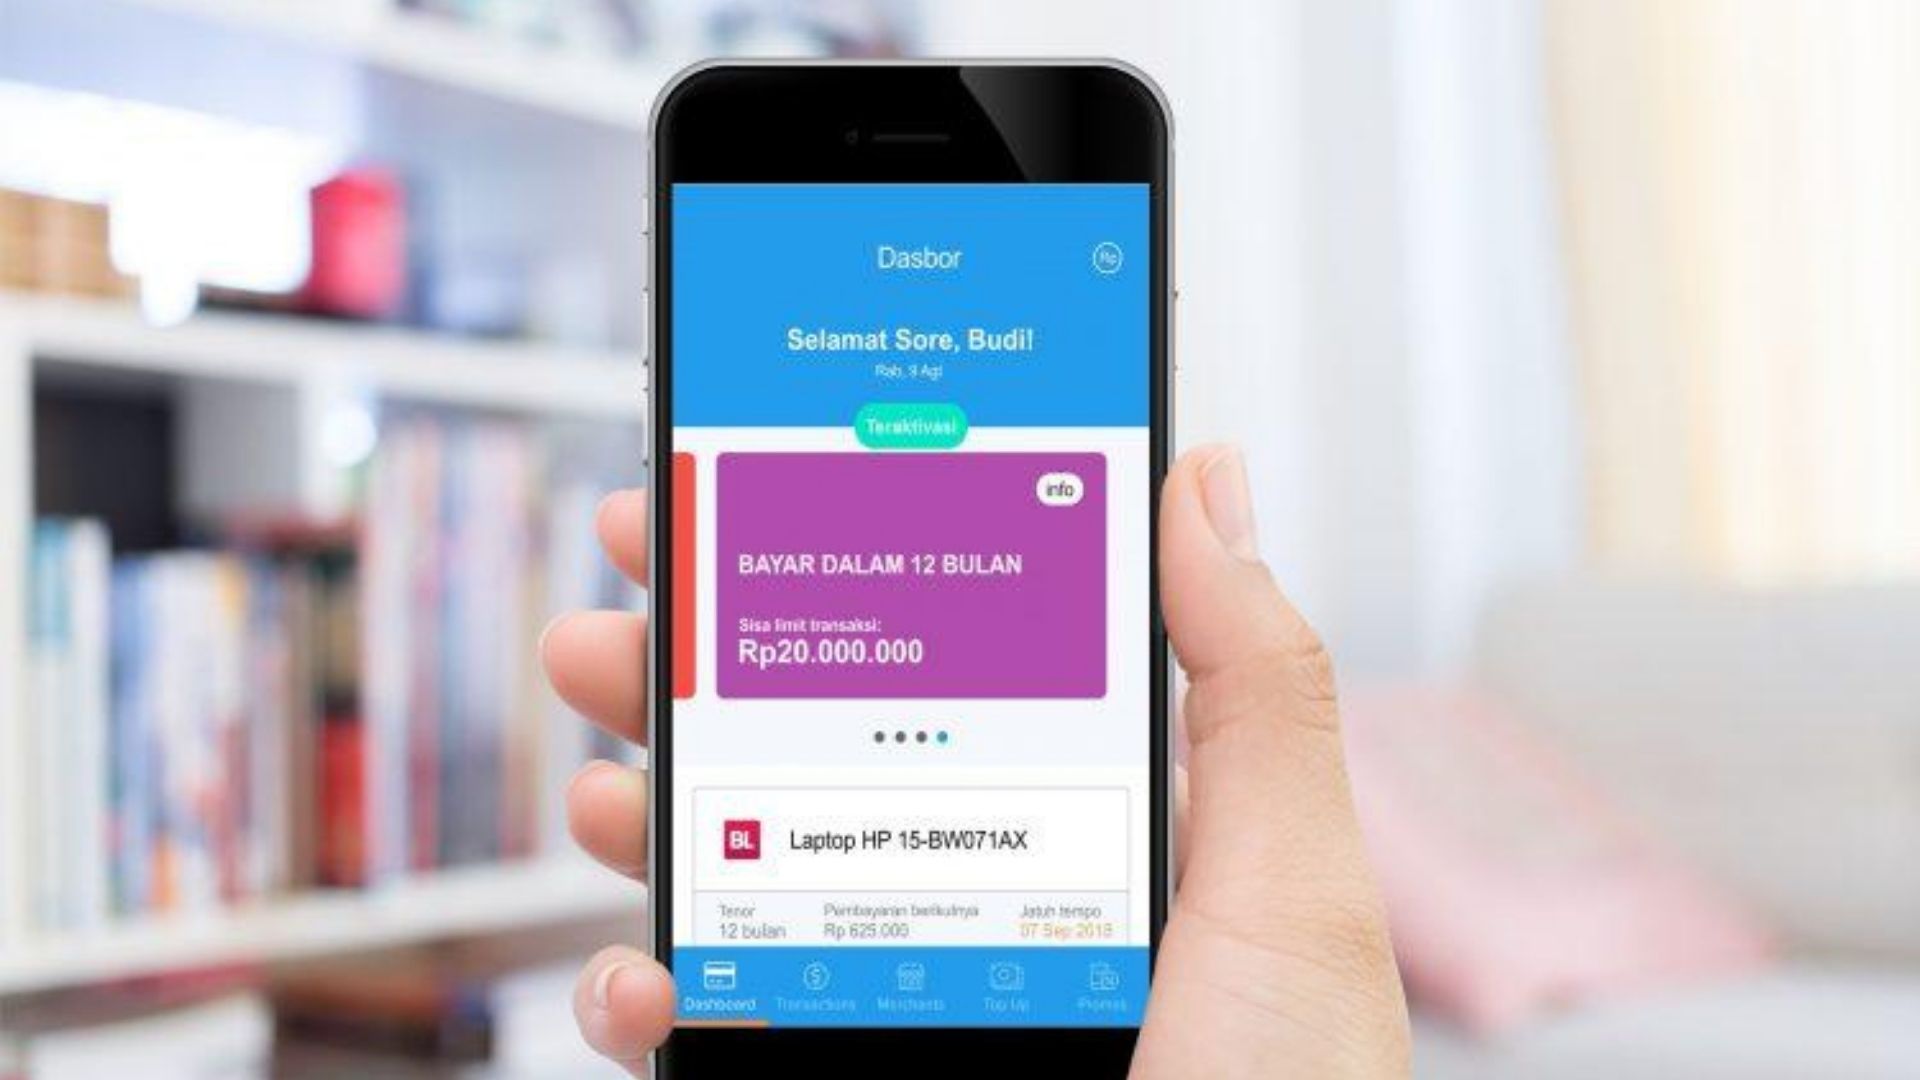 Dasbor
Rp
Selamat Sore, Budi!
Rab, 9 Agt
Teraktivasi
info
BAYAR DALAM 12 BULAN
Sisa limit transaksi:
Rp20.000.000
BL
Laptop HP 15-BW071AX
Tenor Pembayaran berikutnya Jatuh tempo
12 bulan Rp 625.000 07 Sep 2018
Dashboard Transactions Merchants Top Up Promos